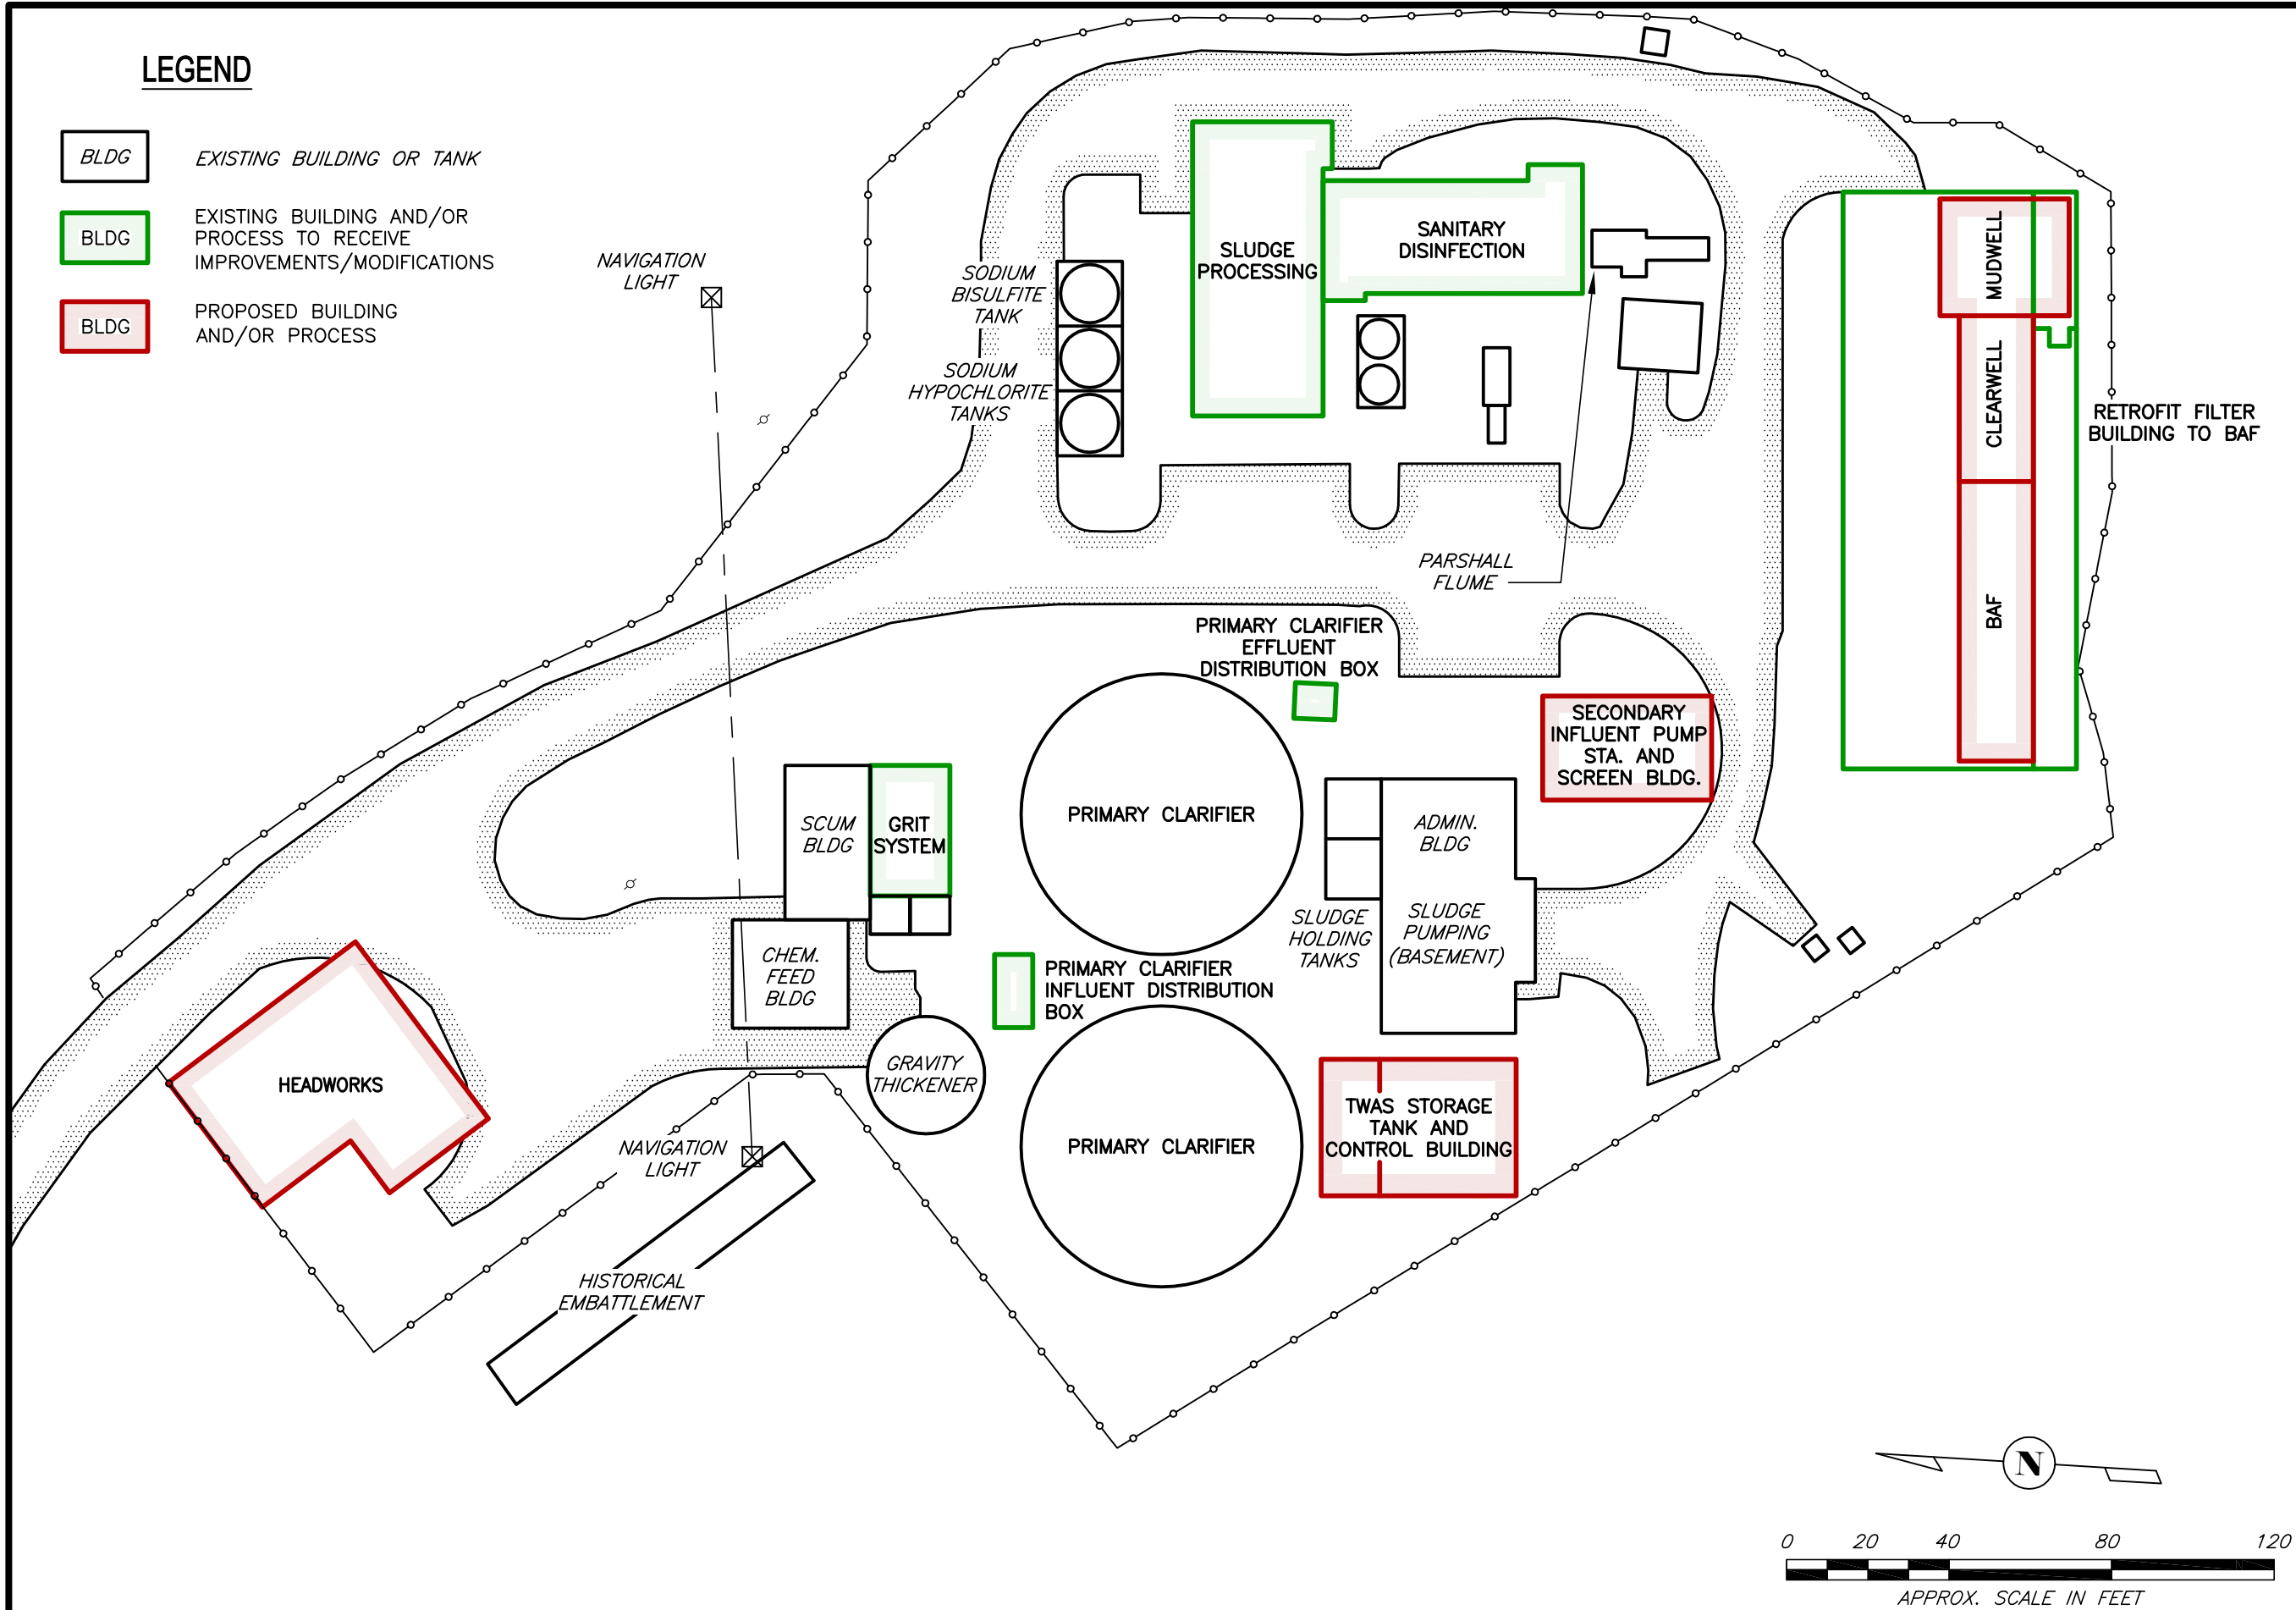 LEGEND
BLDG
EXISTING BUILDING OR TANK
BLDG
EXISTING BUILDING AND/OR
PROCESS TO RECEIVE
IMPROVEMENTS/MODIFICATIONS
BLDG
PROPOSED BUILDING
AND/OR PROCESS
NAVIGATION
LIGHT
SODIUM
BISULFITE
TANK
SODIUM
HYPOCHLORITE
TANKS
SLUDGE
PROCESSING
SANITARY
DISINFECTION
PARSHALL
FLUME
MUDWELL
CLEARWELL
BAF
RETROFIT FILTER
BUILDING TO BAF
PRIMARY CLARIFIER
EFFLUENT
DISTRIBUTION BOX
SECONDARY
INFLUENT PUMP
STA. AND
SCREEN BLDG.
PRIMARY CLARIFIER
SCUM
BLDG
GRIT
SYSTEM
ADMIN.
BLDG
SLUDGE
PUMPING
(BASEMENT)
SLUDGE
HOLDING
TANKS
CHEM.
FEED
BLDG
PRIMARY CLARIFIER
INFLUENT DISTRIBUTION
BOX
GRAVITY
THICKENER
HEADWORKS
PRIMARY CLARIFIER
TWAS STORAGE
TANK AND
CONTROL BUILDING
NAVIGATION
LIGHT
HISTORICAL
EMBATTLEMENT
N
0 20 40 80 120
APPROX. SCALE IN FEET